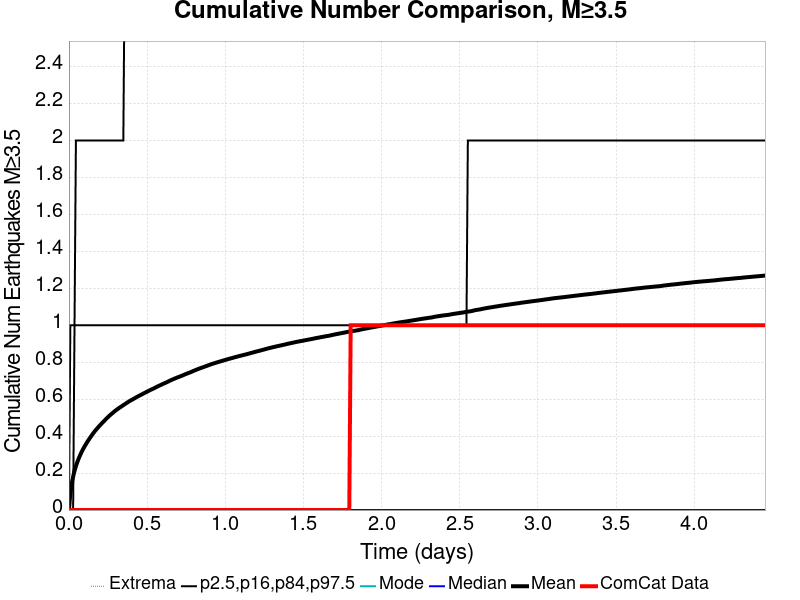 Cumulative Number Comparison, M≥3.5
Cumulative Num Earthquakes M≥3.5
2.4
2.2
2
1.8
1.6
1.4
1.2
1
0.8
0.6
0.4
0.2
0
0.0 0.5 1.0 1.5 2.0 2.5 3.0 3.5 4.0
Time (days)
Extrema p2.5,p16,p84,p97.5 Mode Median Mean ComCat Data